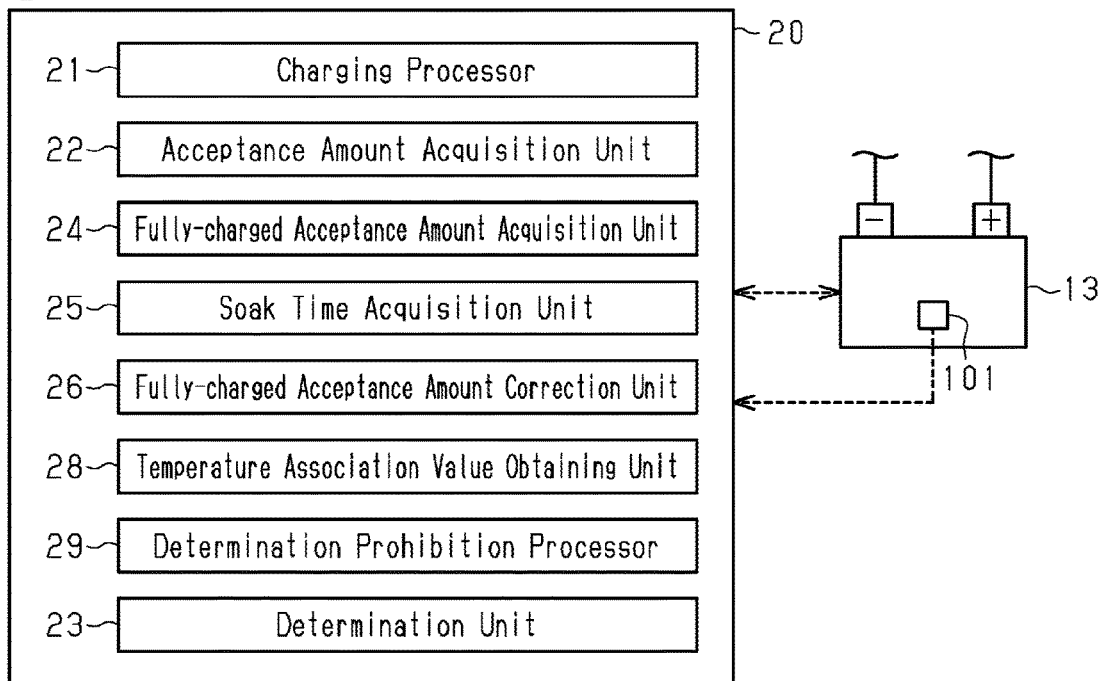 20
21 Charging Processor
22 Acceptance Amount Acquisition Unit
24 Fully-charged Acceptance Amount Acquisition Unit
25 Soak Time Acquisition Unit
26 Fully-charged Acceptance Amount Correction Unit
28 Temperature Association Value Obtaining Unit
29 Determination Prohibition Processor
23 Determination Unit
− +
13
101